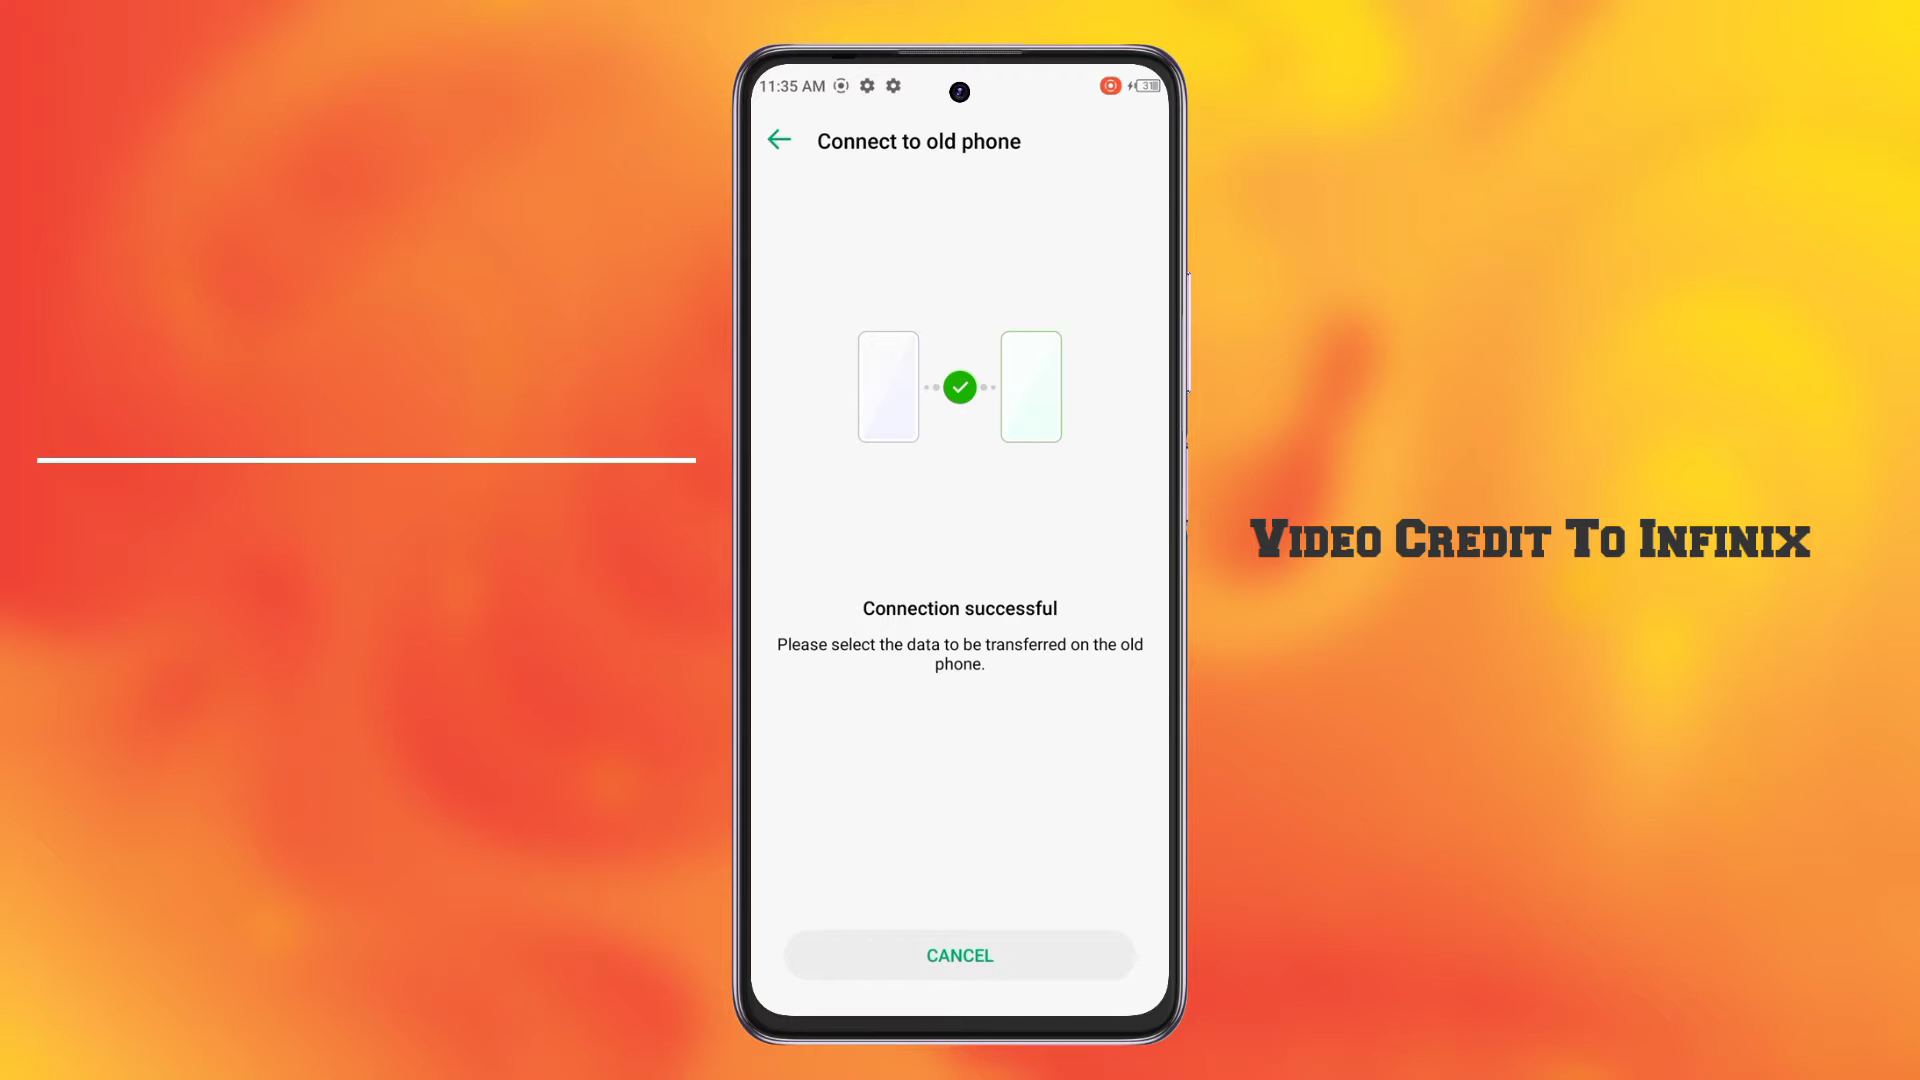 11:35 AM
31
Connect to old phone
Connection successful
Please select the data to be transferred on the old
phone.
CANCEL
Video Credit To Infinix